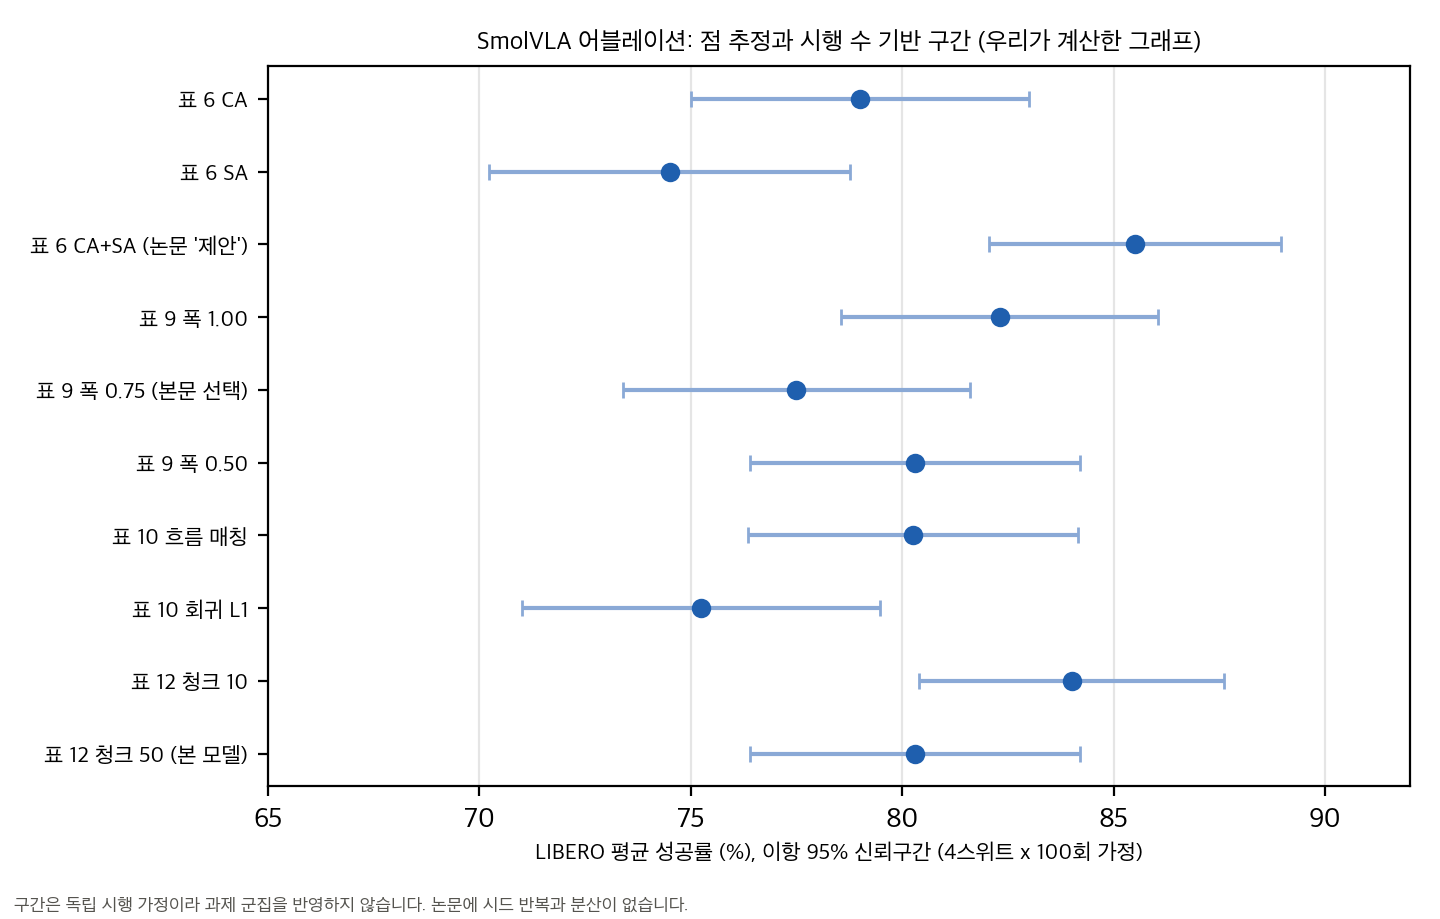 SmolVLA 어블레이션: 점 추정과 시행 수 기반 구간 (우리가 계산한 그래프)
표 6 CA
표 6 SA
표 6 CA+SA (논문 '제안')
표 9 폭 1.00
표 9 폭 0.75 (본문 선택)
표 9 폭 0.50
표 10 흐름 매칭
표 10 회귀 L1
표 12 청크 10
표 12 청크 50 (본 모델)
65 70 75 80 85 90
LIBERO 평균 성공률 (%), 이항 95% 신뢰구간 (4스위트 x 100회 가정)
구간은 독립 시행 가정이라 과제 군집을 반영하지 않습니다. 논문에 시드 반복과 분산이 없습니다.